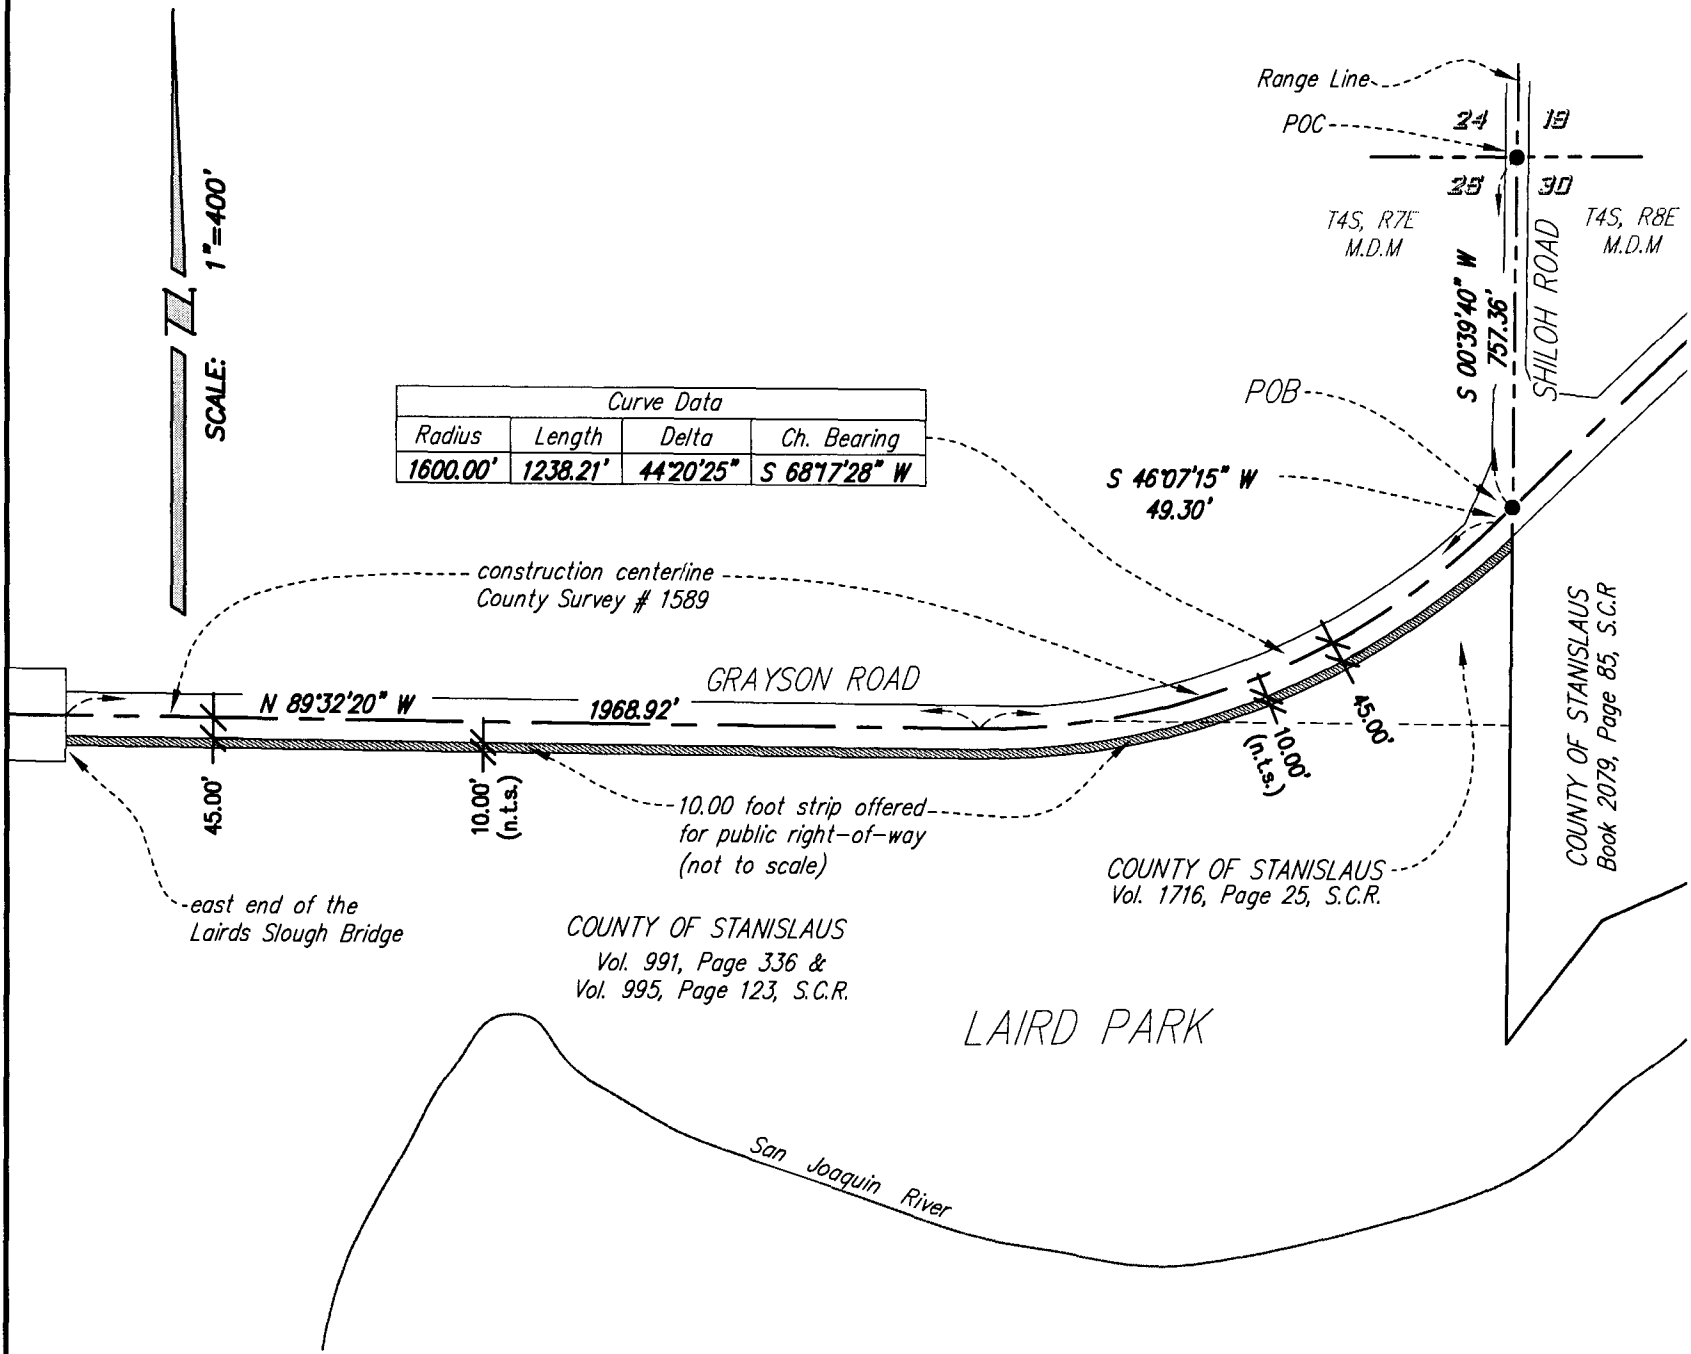 Range Line
POC
24
19
25
30
T4S, R7E
M.D.M
T4S, R8E
M.D.M
SCALE: 1"=400'
N
S 00°39'40" W
757.36'
SHILOH ROAD
POB
Curve Data
Radius Length Delta Ch. Bearing
1600.00' 1238.21' 44°20'25" S 68°17'28" W
S 46°07'15" W
49.30'
construction centerline
County Survey # 1589
GRAYSON ROAD
N 89°32'20" W 1968.92'
45.00'
10.00'
(n.t.s.)
10.00'
(n.t.s.)
45.00'
COUNTY OF STANISLAUS
Book 2079, Page 85, S.C.R
10.00 foot strip offered
for public right-of-way
(not to scale)
COUNTY OF STANISLAUS
Vol. 1716, Page 25, S.C.R.
east end of the
Lairds Slough Bridge
COUNTY OF STANISLAUS
Vol. 991, Page 336 &
Vol. 995, Page 123, S.C.R.
LAIRD PARK
San Joaquin River